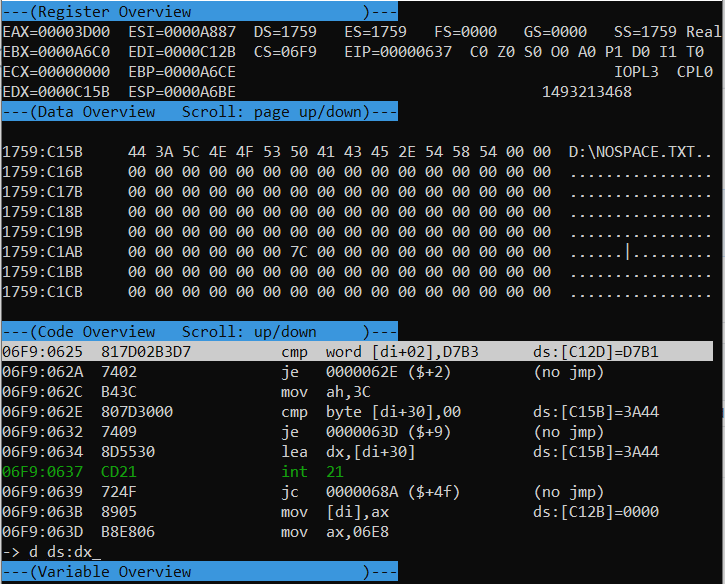 ---(Register Overview                   )---
EAX=00003D00  ESI=0000A887  DS=1759   ES=1759   FS=0000   GS=0000   SS=1759 Real
EBX=0000A6C0  EDI=0000C12B  CS=06F9   EIP=00000637  C0 Z0 S0 O0 A0 P1 D0 I1 T0
ECX=00000000  EBP=0000A6CE                                          IOPL3  CPL0
EDX=0000C15B  ESP=0000A6BE                                  1493213468
---(Data Overview   Scroll: page up/down)---
1759:C15B     44 3A 5C 4E 4F 53 50 41 43 45 2E 54 58 54 00 00  D:\NOSPACE.TXT..
1759:C16B     00 00 00 00 00 00 00 00 00 00 00 00 00 00 00 00  ................
1759:C17B     00 00 00 00 00 00 00 00 00 00 00 00 00 00 00 00  ................
1759:C18B     00 00 00 00 00 00 00 00 00 00 00 00 00 00 00 00  ................
1759:C19B     00 00 00 00 00 00 00 00 00 00 00 00 00 00 00 00  ................
1759:C1AB     00 00 00 00 00 00 7C 00 00 00 00 00 00 00 00 00  ......|.........
1759:C1BB     00 00 00 00 00 00 00 00 00 00 00 00 00 00 00 00  ................
1759:C1CB     00 00 00 00 00 00 00 00 00 00 00 00 00 00 00 00  ................
---(Code Overview   Scroll: up/down     )---
06F9:0625  817D02B3D7          cmp  word [di+02],D7B3      ds:[C12D]=D7B1
06F9:062A  7402                je   0000062E ($+2)         (no jmp)
06F9:062C  B43C                mov  ah,3C
06F9:062E  807D3000            cmp  byte [di+30],00        ds:[C15B]=3A44
06F9:0632  7409                je   0000063D ($+9)         (no jmp)
06F9:0634  8D5530              lea  dx,[di+30]             ds:[C15B]=3A44
06F9:0637  CD21                int  21
06F9:0639  724F                jc   0000068A ($+4f)        (no jmp)
06F9:063B  8905                mov  [di],ax                ds:[C12B]=0000
06F9:063D  B8E806              mov  ax,06E8
-> d ds:dx_
---(Variable Overview                   )---